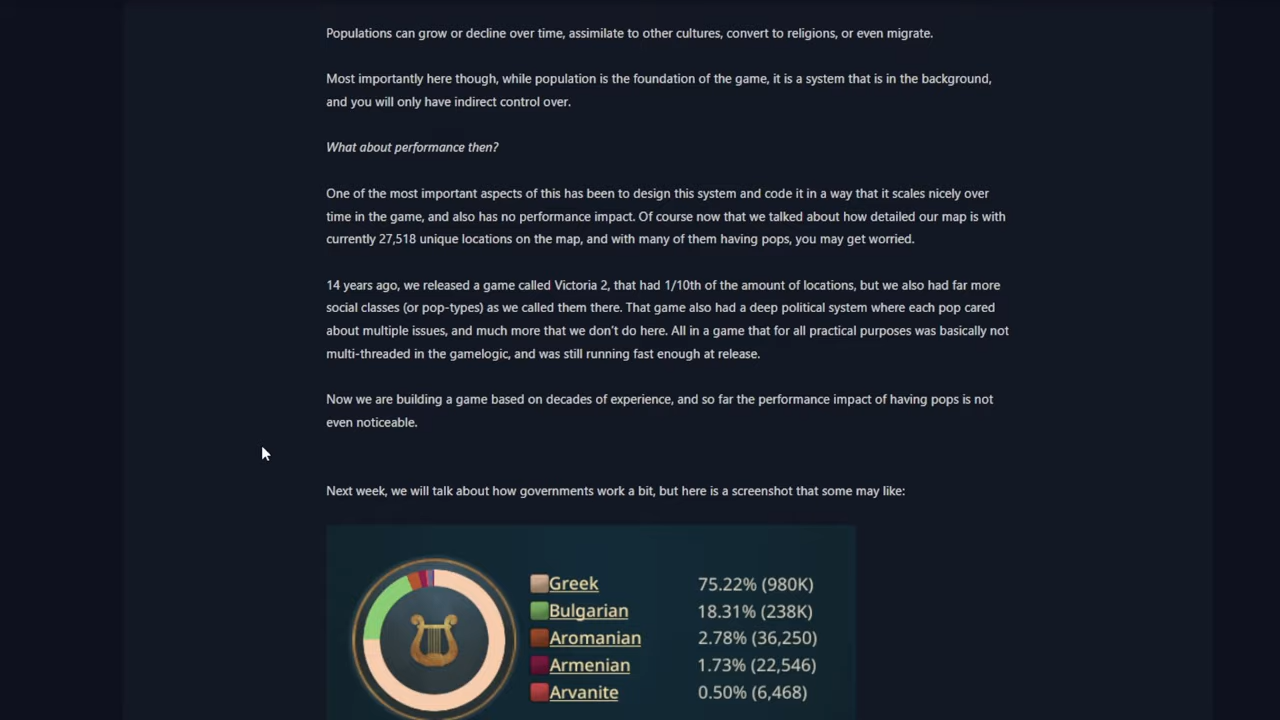 Populations can grow or decline over time, assimilate to other cultures, convert to religions, or even migrate.
Most importantly here though, while population is the foundation of the game, it is a system that is in the background,
and you will only have indirect control over.
What about performance then?
One of the most important aspects of this has been to design this system and code it in a way that it scales nicely over
time in the game, and also has no performance impact. Of course now that we talked about how detailed our map is with
currently 27,518 unique locations on the map, and with many of them having pops, you may get worried.
14 years ago, we released a game called Victoria 2, that had 1/10th of the amount of locations, but we also had far more
social classes (or pop-types) as we called them there. That game also had a deep political system where each pop cared
about multiple issues, and much more that we don't do here. All in a game that for all practical purposes was basically not
multi-threaded in the gamelogic, and was still running fast enough at release.
Now we are building a game based on decades of experience, and so far the performance impact of having pops is not
even noticeable.
Next week, we will talk about how governments work a bit, but here is a screenshot that some may like:
Greek 75.22% (980K)
Bulgarian 18.31% (238K)
Aromanian 2.78% (36,250)
Armenian 1.73% (22,546)
Arvanite 0.50% (6,468)